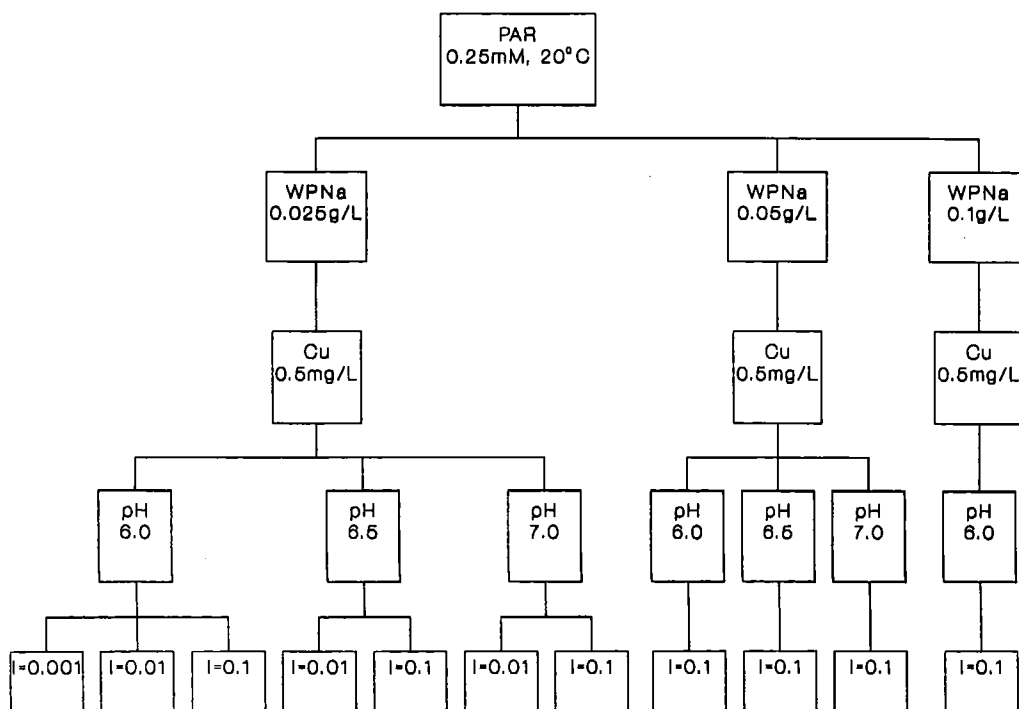 PAR
0.25mM, 20°C
WPNa
0.025g/L
WPNa
0.05g/L
WPNa
0.1g/L
Cu
0.5mg/L
Cu
0.5mg/L
Cu
0.5mg/L
pH
6.0
pH
6.5
pH
7.0
pH
6.0
pH
6.5
pH
7.0
pH
6.0
I=0.001
I=0.01
I=0.1
I=0.01
I=0.1
I=0.01
I=0.1
I=0.1
I=0.1
I=0.1
I=0.1